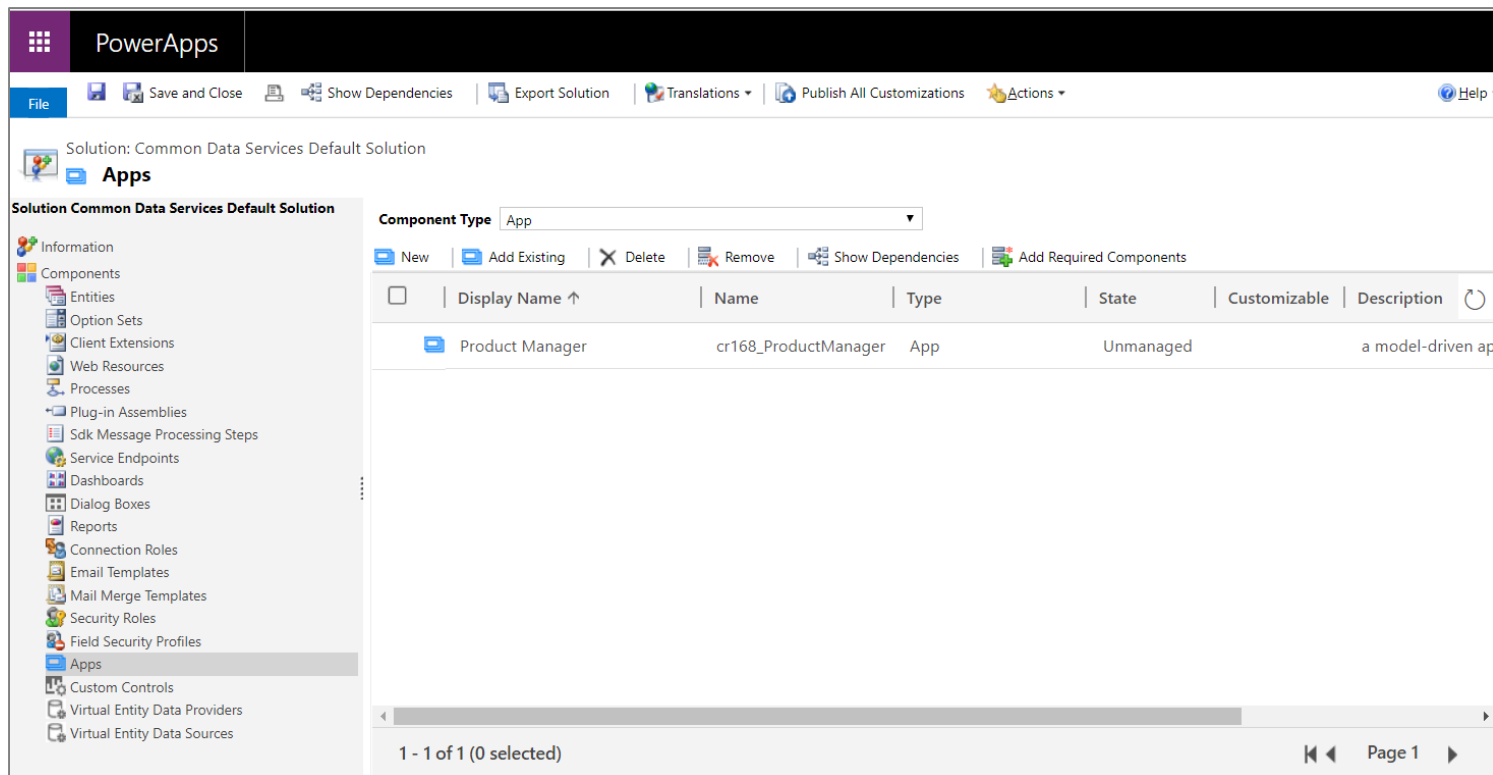 PowerApps
File Save and Close Show Dependencies Export Solution Translations Publish All Customizations Actions Help
Solution: Common Data Services Default Solution
Apps
Solution Common Data Services Default Solution
Information
Components
Entities
Option Sets
Client Extensions
Web Resources
Processes
Plug-in Assemblies
Sdk Message Processing Steps
Service Endpoints
Dashboards
Dialog Boxes
Reports
Connection Roles
Email Templates
Mail Merge Templates
Security Roles
Field Security Profiles
Apps
Custom Controls
Virtual Entity Data Providers
Virtual Entity Data Sources
Component Type App
New Add Existing Delete Remove Show Dependencies Add Required Components
Display Name Name Type State Customizable Description
Product Manager cr168_ProductManager App Unmanaged a model-driven ap
1 - 1 of 1 (0 selected) Page 1